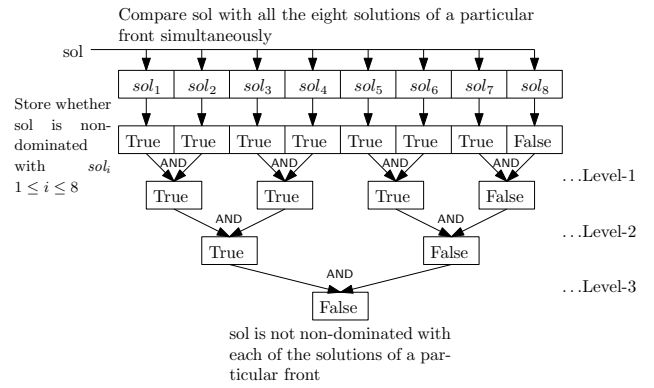 Compare sol with all the eight solutions of a particular
front simultaneously
sol
sol1 sol2 sol3 sol4 sol5 sol6 sol7 sol8
Store whether
sol is non-
dominated
with soli
1 ≤ i ≤ 8
True True True True True True True False
AND AND AND AND
True True True False
...Level-1
AND AND
True False
...Level-2
AND
False
...Level-3
sol is not non-dominated with
each of the solutions of a par-
ticular front